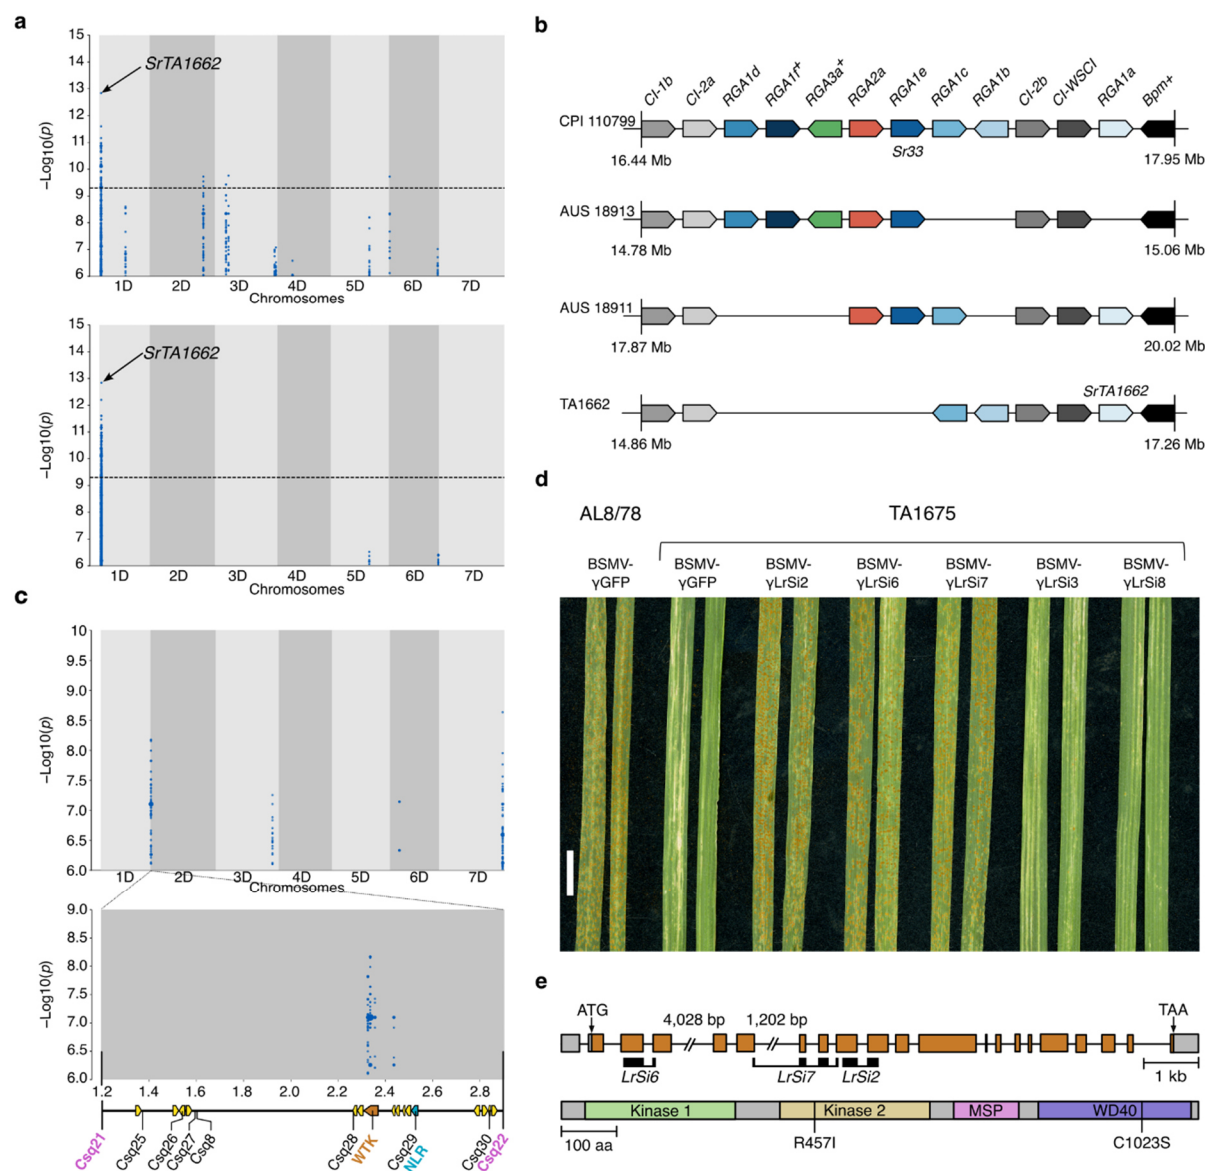 a
15
14
13
12
11
10
9
8
7
6
−Log10(p)
SrTA1662
1D 2D 3D 4D 5D 6D 7D
Chromosomes
15
14
13
12
11
10
9
8
7
6
−Log10(p)
SrTA1662
1D 2D 3D 4D 5D 6D 7D
Chromosomes
b
CI-1b CI-2a RGA1d RGA1f+ RGA3a+ RGA2a RGA1e RGA1c RGA1b CI-2b CI-WSCI RGA1a Bpm+
CPI 110799
Sr33
16.44 Mb 17.95 Mb
AUS 18913
14.78 Mb 15.06 Mb
AUS 18911
17.87 Mb 20.02 Mb
SrTA1662
TA1662
14.86 Mb 17.26 Mb
c
10
9.5
9.0
8.5
8.0
7.5
7.0
6.5
6.0
−Log10(p)
1D 2D 3D 4D 5D 6D 7D
Chromosomes
9.0
8.5
8.0
7.5
7.0
6.5
6.0
−Log10(p)
1.2 1.4 1.6 1.8 2.0 2.2 2.4 2.6 2.8
Csq21 Csq25 Csq26 Csq27 Csq8 Csq28 WTK Csq29 NLR Csq30 Csq22
d
AL8/78 TA1675
BSMV-γGFP BSMV-γGFP BSMV-γLrSi2 BSMV-γLrSi6 BSMV-γLrSi7 BSMV-γLrSi3 BSMV-γLrSi8
e
ATG TAA
4,028 bp 1,202 bp
LrSi6 LrSi7 LrSi2
1 kb
Kinase 1 Kinase 2 MSP WD40
100 aa
R457I C1023S